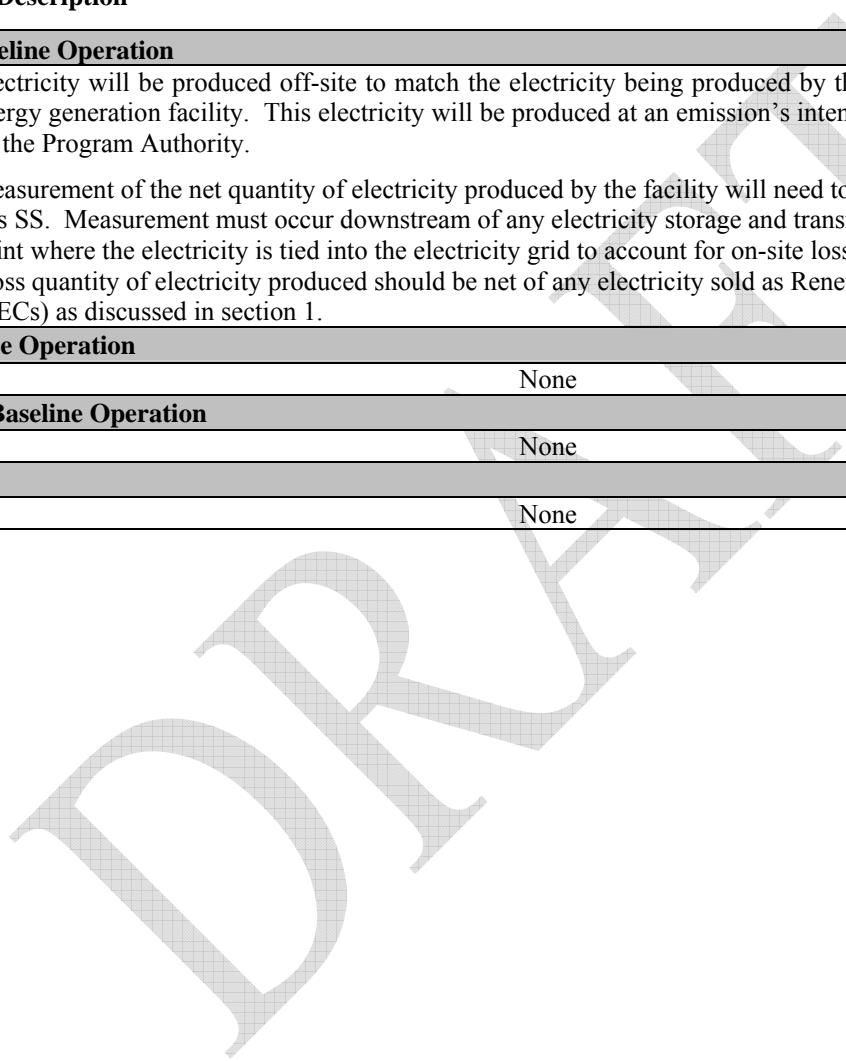 Description
eline Operation
ectricity will be produced off-site to match the electricity being produced by th
ergy generation facility. This electricity will be produced at an emission's inten
the Program Authority.
easurement of the net quantity of electricity produced by the facility will need to
s SS. Measurement must occur downstream of any electricity storage and transf
int where the electricity is tied into the electricity grid to account for on-site loss
oss quantity of electricity produced should be net of any electricity sold as Rene
ECs) as discussed in section 1.
e Operation
None
Baseline Operation
None
None
DRAFT